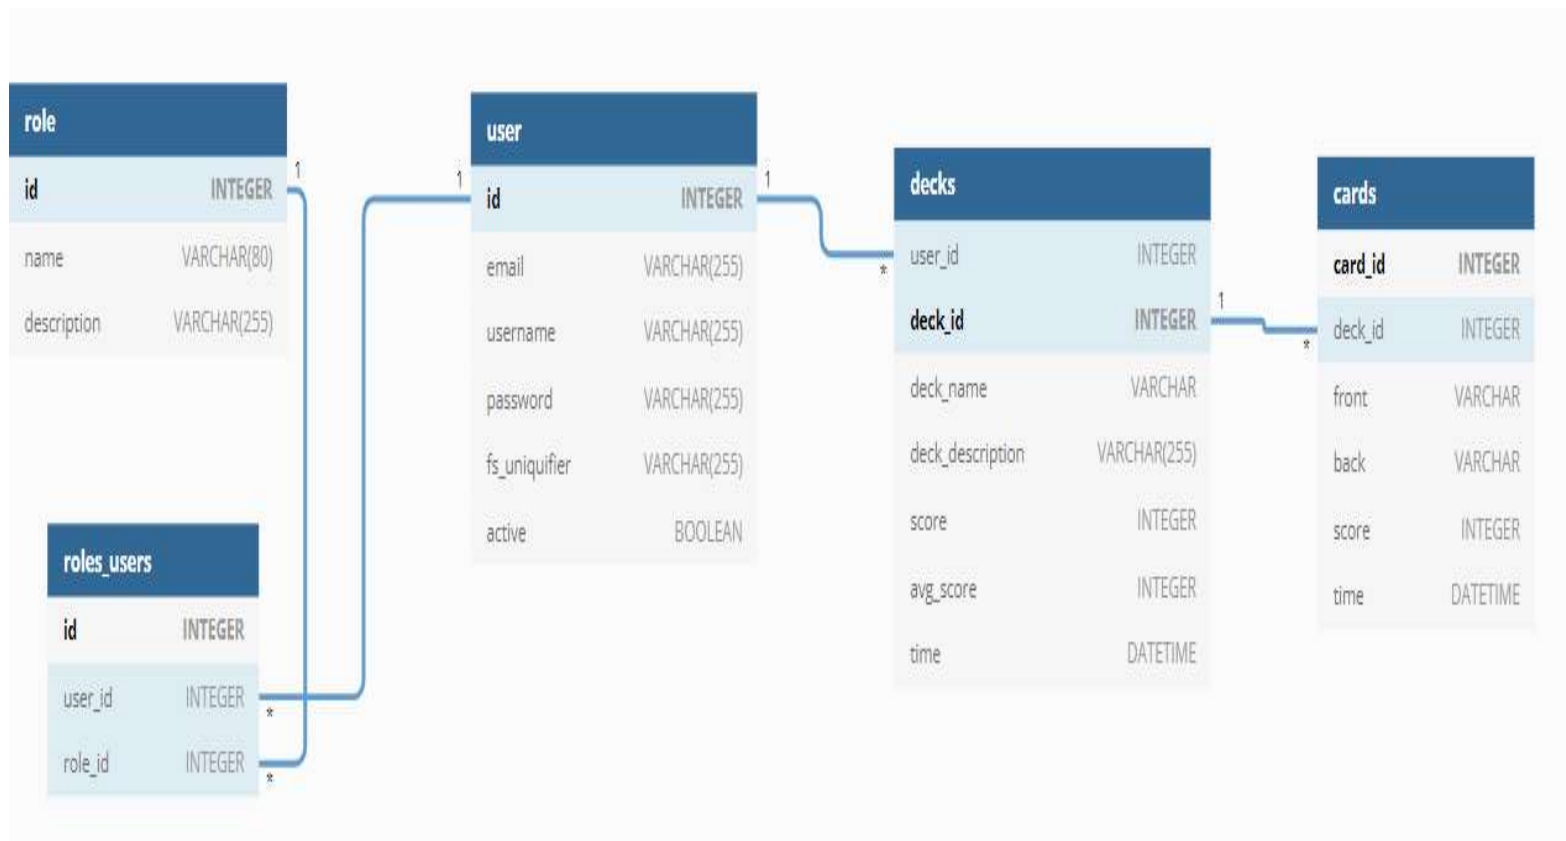 role
id INTEGER
name VARCHAR(80)
description VARCHAR(255)
1
roles_users
id INTEGER
user_id INTEGER
role_id INTEGER
*
*
1
user
id INTEGER
email VARCHAR(255)
username VARCHAR(255)
password VARCHAR(255)
fs_uniquifier VARCHAR(255)
active BOOLEAN
1
*
decks
user_id INTEGER
deck_id INTEGER
deck_name VARCHAR
deck_description VARCHAR(255)
score INTEGER
avg_score INTEGER
time DATETIME
1
*
cards
card_id INTEGER
deck_id INTEGER
front VARCHAR
back VARCHAR
score INTEGER
time DATETIME